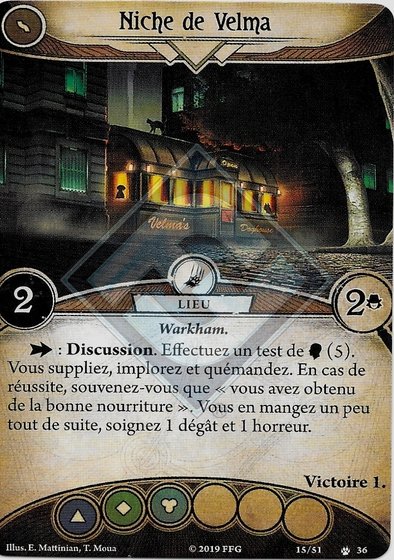 Niche de Velma
Velma's
Doghouse
2
LIEU
2
Warkham.
: Discussion. Effectuez un test de (5).
Vous suppliez, implorez et quémandez. En cas de
réussite, souvenez-vous que « vous avez obtenu
de la bonne nourriture ». Vous en mangez un peu
tout de suite, soignez 1 dégât et 1 horreur.
Victoire 1.
Illus. E. Mattinian, T. Moua
© 2019 FFG
15/51
36